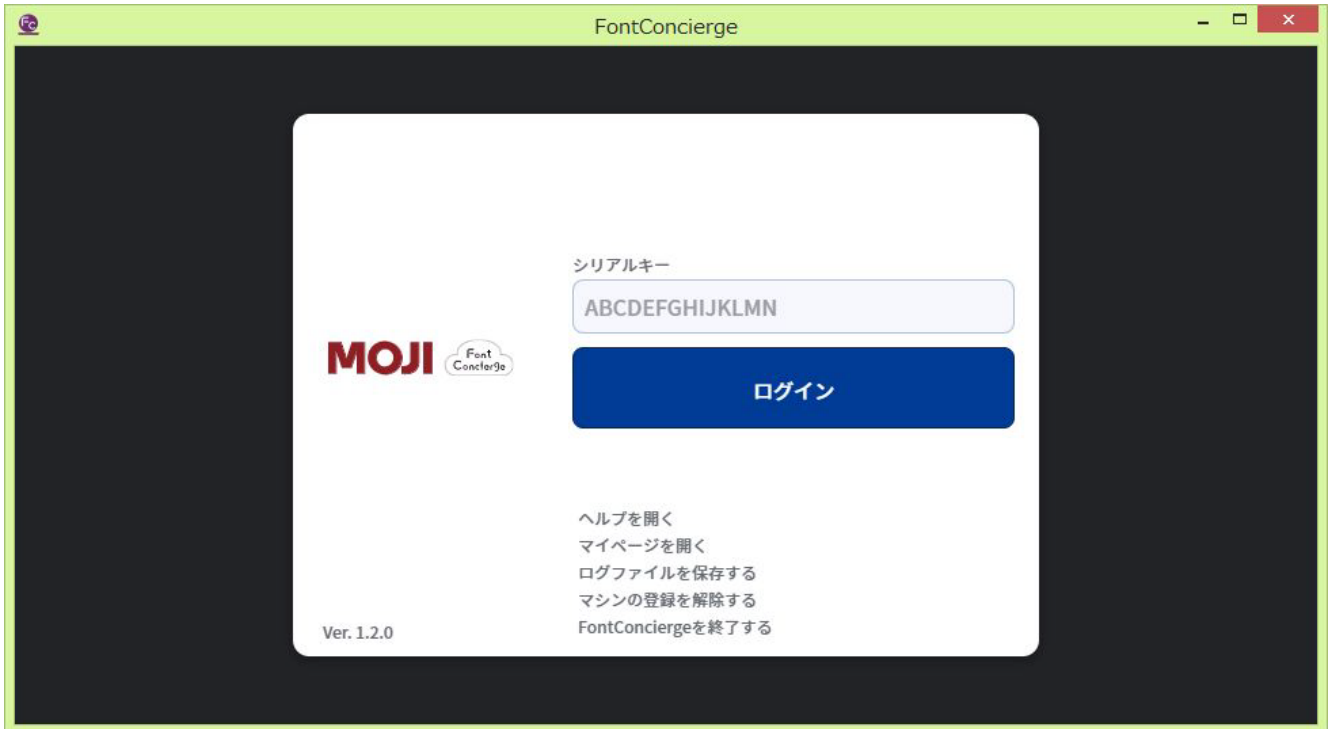 Fc
FontConcierge
シリアルキー
ABCDEFGHIJKLMN
MOJI
Font
Concierge
ログイン
ヘルプを開く
マイページを開く
ログファイルを保存する
マシンの登録を解除する
FontConciergeを終了する
Ver. 1.2.0